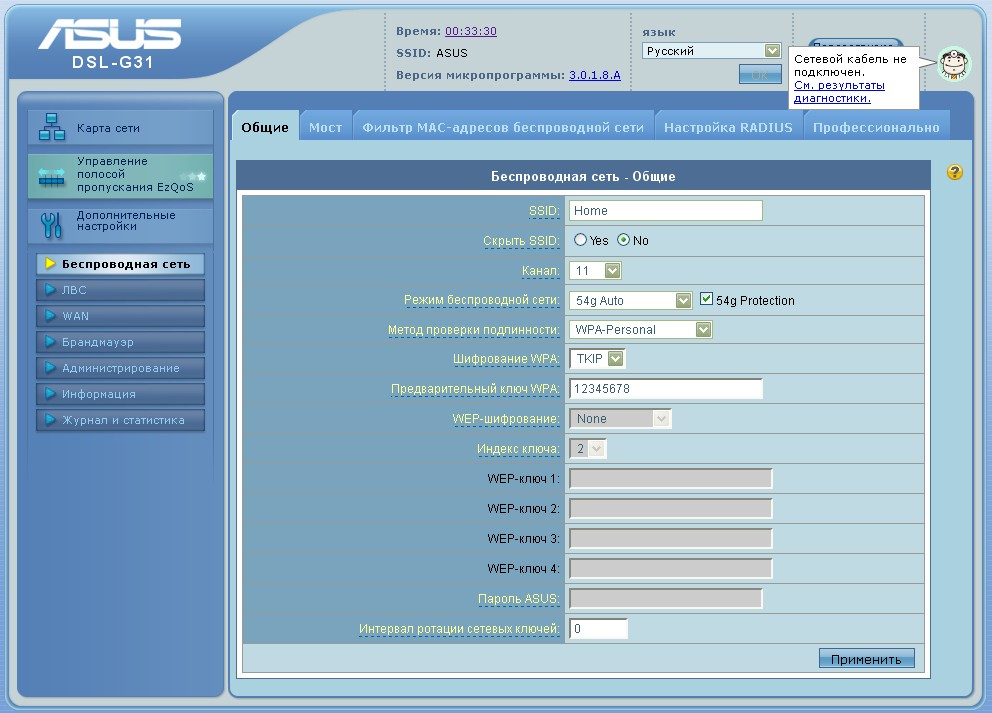 ASUS
DSL-G31
Время: 00:33:30
SSID: ASUS
Версия микропрограммы: 3.0.1.8.A
язык
Русский
Сетевой кабель не
подключен.
См. результаты
диагностики.
Карта сети
Управление
полосой
пропускания EzQoS
Дополнительные
настройки
Беспроводная сеть
ЛВС
WAN
Брандмауэр
Администрирование
Информация
Журнал и статистика
Общие
Мост
Фильтр MAC-адресов беспроводной сети
Настройка RADIUS
Профессионально
Беспроводная сеть - Общие
SSID: Home
Скрыть SSID: Yes No
Канал: 11
Режим беспроводной сети: 54g Auto 54g Protection
Метод проверки подлинности: WPA-Personal
Шифрование WPA: TKIP
Предварительный ключ WPA: 12345678
WEP-шифрование: None
Индекс ключа: 2
WEP-ключ 1:
WEP-ключ 2:
WEP-ключ 3:
WEP-ключ 4:
Пароль ASUS:
Интервал ротации сетевых ключей: 0
Применить